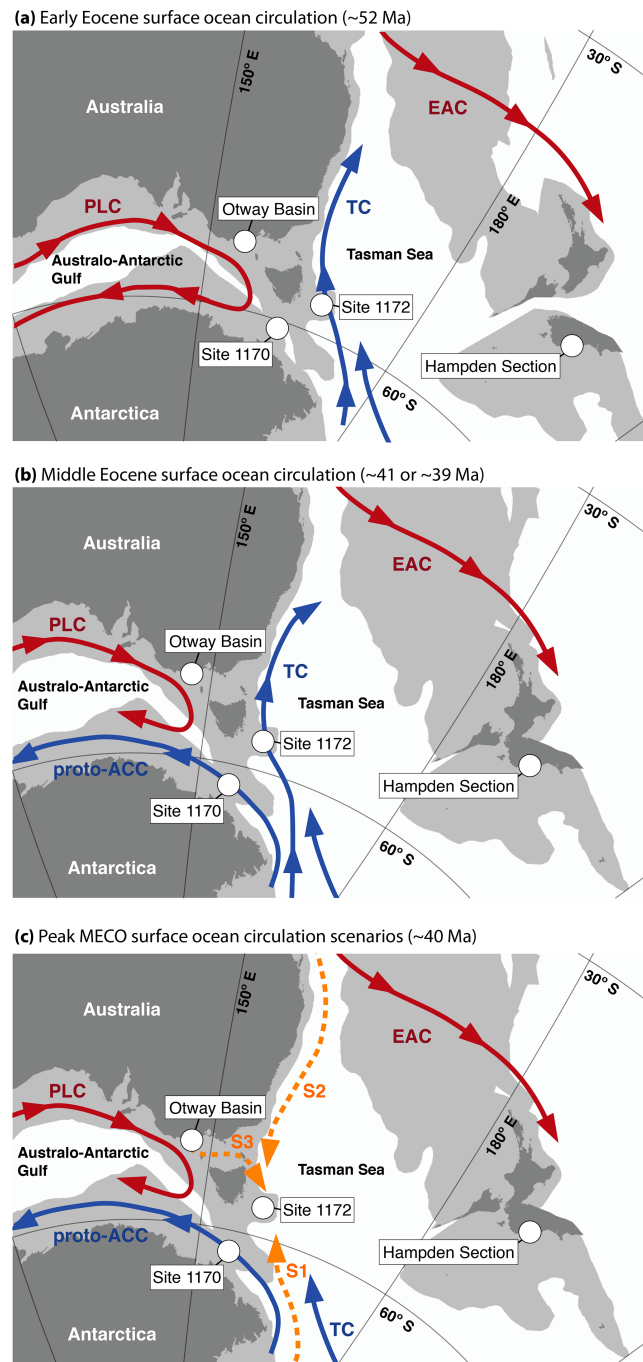 (a) Early Eocene surface ocean circulation (~52 Ma)
150° E
30° S
Australia
EAC
PLC
Otway Basin
TC
180° E
Australo-Antarctic
Gulf
Tasman Sea
Site 1172
Site 1170
Hampden Section
60° S
Antarctica
(b) Middle Eocene surface ocean circulation (~41 or ~39 Ma)
150° E
30° S
Australia
EAC
PLC
Otway Basin
TC
180° E
Australo-Antarctic
Gulf
Tasman Sea
Site 1172
proto-ACC
Hampden Section
Site 1170
60° S
Antarctica
(c) Peak MECO surface ocean circulation scenarios (~40 Ma)
150° E
30° S
Australia
EAC
PLC
S2
Otway Basin
S3
180° E
Australo-Antarctic
Gulf
Tasman Sea
Site 1172
proto-ACC
Hampden Section
Site 1170
S1
60° S
TC
Antarctica